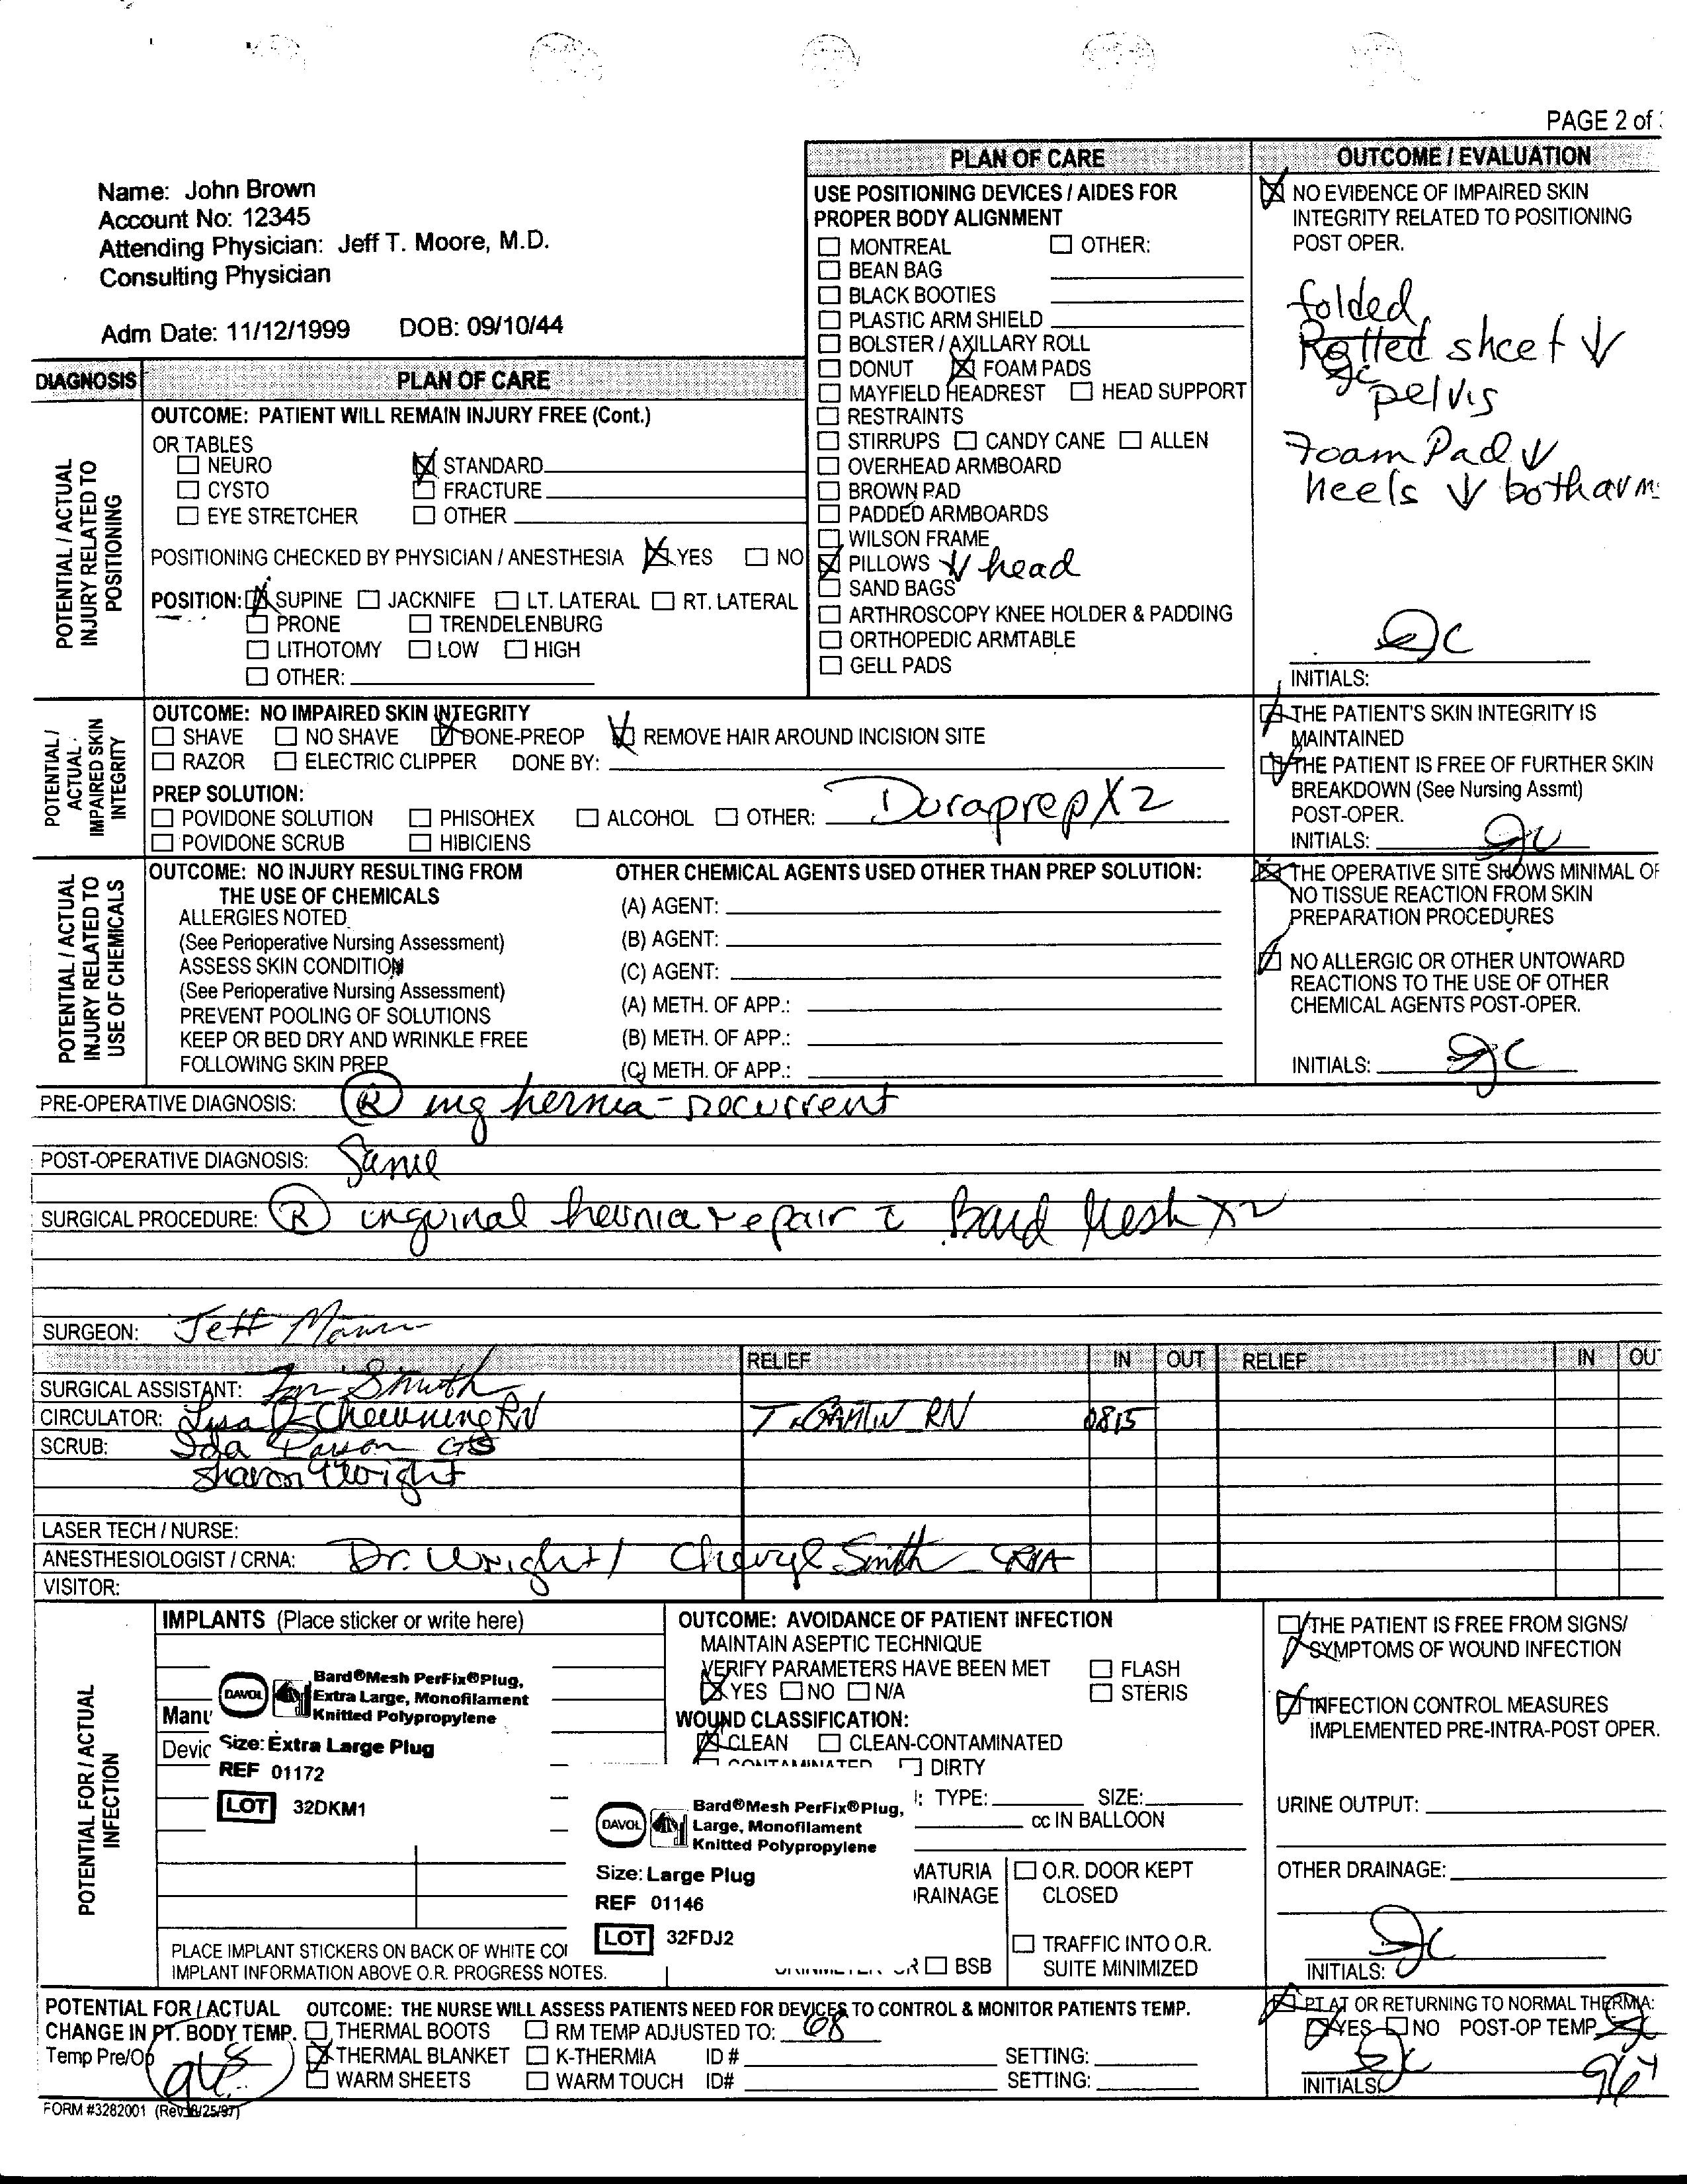 PAGE 2 of
Name: John Brown
Account No: 12345
Attending Physician: Jeff T. Moore, M.D.
Consulting Physician
Adm Date: 11/12/1999 DOB: 09/10/44
DIAGNOSIS
PLAN OF CARE
POTENTIAL / ACTUAL
INJURY RELATED TO
POSITIONING
OUTCOME: PATIENT WILL REMAIN INJURY FREE (Cont.)
OR TABLES
NEURO STANDARD
CYSTO FRACTURE
EYE STRETCHER OTHER
POSITIONING CHECKED BY PHYSICIAN / ANESTHESIA YES NO
POSITION: SUPINE JACKNIFE LT. LATERAL RT. LATERAL
PRONE TRENDELENBURG
LITHOTOMY LOW HIGH
OTHER:
PLAN OF CARE
USE POSITIONING DEVICES / AIDES FOR
PROPER BODY ALIGNMENT
MONTREAL OTHER:
BEAN BAG
BLACK BOOTIES
PLASTIC ARM SHIELD
BOLSTER / AXILLARY ROLL
DONUT FOAM PADS
MAYFIELD HEADREST HEAD SUPPORT
RESTRAINTS
STIRRUPS CANDY CANE ALLEN
OVERHEAD ARMBOARD
BROWN PAD
PADDED ARMBOARDS
WILSON FRAME
PILLOWS ↓ head
SAND BAGS
ARTHROSCOPY KNEE HOLDER & PADDING
ORTHOPEDIC ARMTABLE
GELL PADS
OUTCOME / EVALUATION
NO EVIDENCE OF IMPAIRED SKIN
INTEGRITY RELATED TO POSITIONING
POST OPER.
folded
sheet ↓
pelvis
Foam Pad ↓
heels ↓ both arm
INITIALS:
POTENTIAL /
ACTUAL
IMPAIRED SKIN
INTEGRITY
OUTCOME: NO IMPAIRED SKIN INTEGRITY
SHAVE NO SHAVE DONE-PREOP REMOVE HAIR AROUND INCISION SITE
RAZOR ELECTRIC CLIPPER DONE BY:
PREP SOLUTION:
POVIDONE SOLUTION PHISOHEX ALCOHOL OTHER: Duraprep X2
POVIDONE SCRUB HIBICIENS
THE PATIENT'S SKIN INTEGRITY IS
MAINTAINED
THE PATIENT IS FREE OF FURTHER SKIN
BREAKDOWN (See Nursing Assmt)
POST-OPER.
INITIALS:
POTENTIAL / ACTUAL
INJURY RELATED TO
USE OF CHEMICALS
OUTCOME: NO INJURY RESULTING FROM
THE USE OF CHEMICALS
ALLERGIES NOTED
(See Perioperative Nursing Assessment)
ASSESS SKIN CONDITION
(See Perioperative Nursing Assessment)
PREVENT POOLING OF SOLUTIONS
KEEP OR BED DRY AND WRINKLE FREE
FOLLOWING SKIN PREP
OTHER CHEMICAL AGENTS USED OTHER THAN PREP SOLUTION:
(A) AGENT:
(B) AGENT:
(C) AGENT:
(A) METH. OF APP.:
(B) METH. OF APP.:
(C) METH. OF APP.:
THE OPERATIVE SITE SHOWS MINIMAL OF
NO TISSUE REACTION FROM SKIN
PREPARATION PROCEDURES
NO ALLERGIC OR OTHER UNTOWARD
REACTIONS TO THE USE OF OTHER
CHEMICAL AGENTS POST-OPER.
INITIALS:
PRE-OPERATIVE DIAGNOSIS: Ⓡ ing hernia - recurrent
POST-OPERATIVE DIAGNOSIS: Same
SURGICAL PROCEDURE: Ⓡ inguinal hernia repair c Bard Mesh x2
SURGEON: Jeff
RELIEF IN OUT RELIEF IN OU
SURGICAL ASSISTANT: Smith
CIRCULATOR: Lisa Chewning RN RN 0815
SCRUB: Ida
Sharon Wright
LASER TECH / NURSE:
ANESTHESIOLOGIST / CRNA: Dr. Wright / Cheryl Smith CRNA
VISITOR:
POTENTIAL FOR / ACTUAL
INFECTION
IMPLANTS (Place sticker or write here)
DAVOL
Bard®Mesh PerFix®Plug,
Extra Large, Monofilament
Knitted Polypropylene
Manu
Devic
Size: Extra Large Plug
REF 01172
LOT 32DKM1
DAVOL
Bard®Mesh PerFix®Plug,
Large, Monofilament
Knitted Polypropylene
Size: Large Plug
REF 01146
LOT 32FDJ2
PLACE IMPLANT STICKERS ON BACK OF WHITE COI
IMPLANT INFORMATION ABOVE O.R. PROGRESS NOTES.
OUTCOME: AVOIDANCE OF PATIENT INFECTION
MAINTAIN ASEPTIC TECHNIQUE
VERIFY PARAMETERS HAVE BEEN MET FLASH
YES NO N/A STERIS
WOUND CLASSIFICATION:
CLEAN CLEAN-CONTAMINATED
CONTAMINATED DIRTY
TYPE: SIZE:
cc IN BALLOON
MATURIA O.R. DOOR KEPT
RAINAGE CLOSED
TRAFFIC INTO O.R.
BSB SUITE MINIMIZED
THE PATIENT IS FREE FROM SIGNS/
SYMPTOMS OF WOUND INFECTION
INFECTION CONTROL MEASURES
IMPLEMENTED PRE-INTRA-POST OPER.
URINE OUTPUT:
OTHER DRAINAGE:
INITIALS:
POTENTIAL FOR / ACTUAL
CHANGE IN PT. BODY TEMP.
Temp Pre/Op
OUTCOME: THE NURSE WILL ASSESS PATIENTS NEED FOR DEVICES TO CONTROL & MONITOR PATIENTS TEMP.
THERMAL BOOTS RM TEMP ADJUSTED TO: 68
THERMAL BLANKET K-THERMIA ID # SETTING:
WARM SHEETS WARM TOUCH ID# SETTING:
PT AT OR RETURNING TO NORMAL THERMIA:
YES NO POST-OP TEMP
INITIALS
FORM #3282001 (Rev 8/25/97)